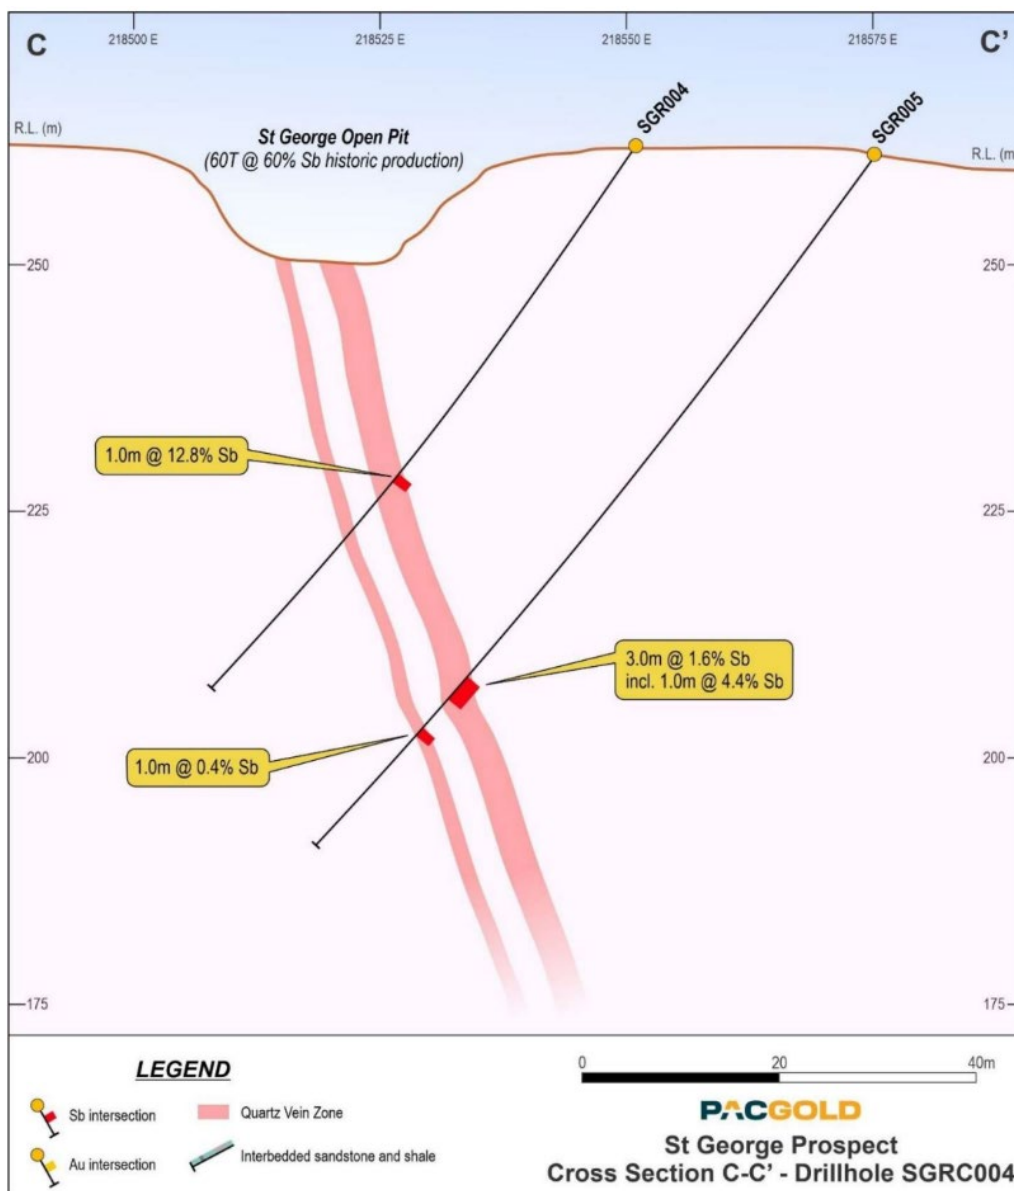 C
218500 E
218525 E
218550 E
218575 E
C'
R.L. (m)
St George Open Pit
(60T @ 60% Sb historic production)
SGR004
SGR005
R.L. (m
250
250
1.0m @ 12.8% Sb
225
225
3.0m @ 1.6% Sb
incl. 1.0m @ 4.4% Sb
1.0m @ 0.4% Sb
200
200
175
175
LEGEND
Sb intersection
Quartz Vein Zone
Au intersection
Interbedded sandstone and shale
0
20
40m
PACGOLD
St George Prospect
Cross Section C-C' - Drillhole SGRC004